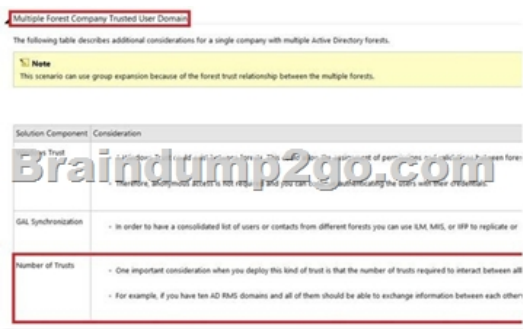 Multiple Forest Company Trusted User Domain
The following table describes additional considerations for a single company with multiple Active Directory forests.
Note
This scenario can use group expansion because of the forest trust relationship between the multiple forests.
Solution Component Consideration
Trust
Braindump2go.com
Therefore, anonymous access is not required and you can authenticating the users with their credentials.
GAL Synchronization
In order to have a consolidated list of users or contacts from different forests you can use ILM, MIIS, or IIFP to replicate or
Number of Trusts
One important consideration when you deploy this kind of trust is that the number of trusts required to interact between all
For example, if you have ten AD RMS domains and all of them should be able to exchange information between each other